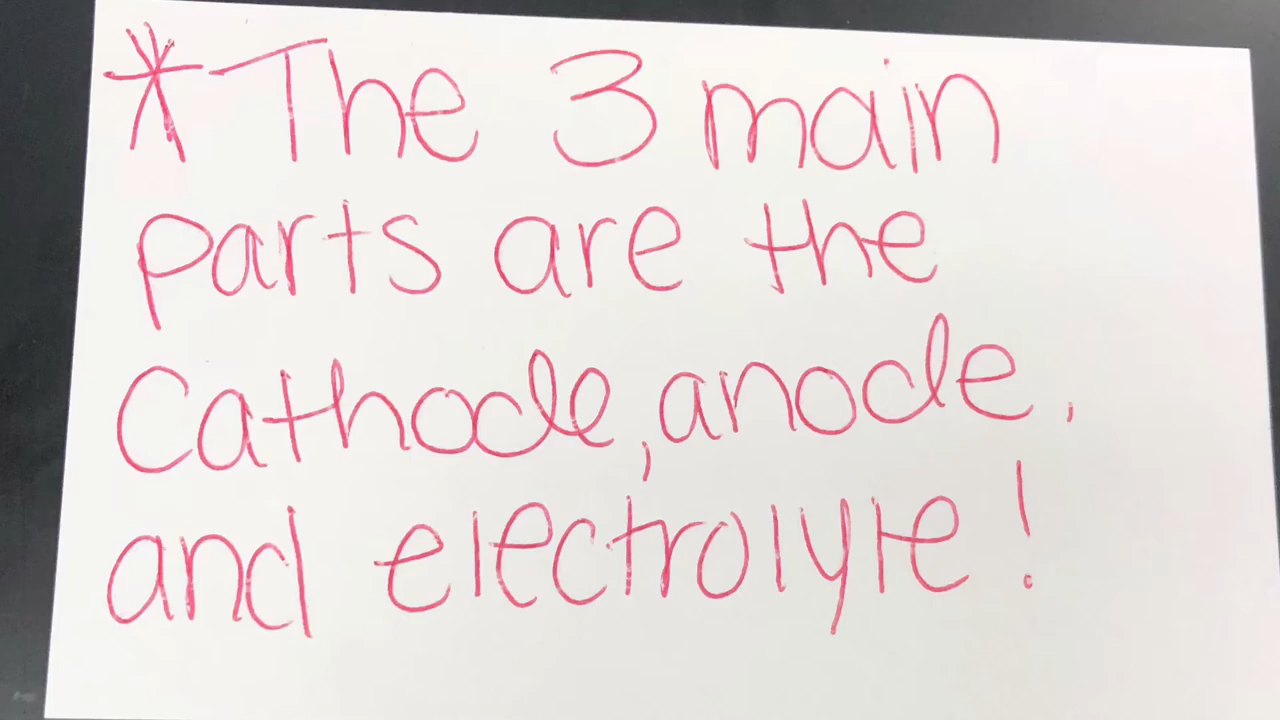 *The 3 main
parts are the
Cathode, anode,
and electrolyte!